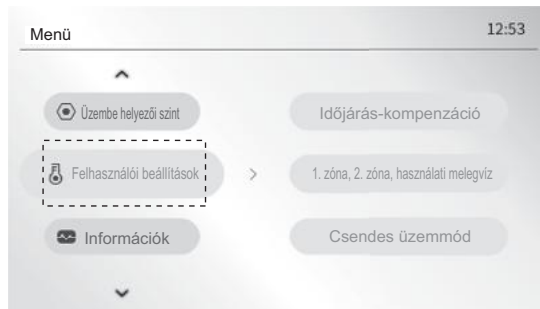 Menü
12:53
Üzembe helyezői szint
Időjárás-kompenzáció
Felhasználói beállítások
1. zóna, 2. zóna, használati melegvíz
Információk
Csendes üzemmód